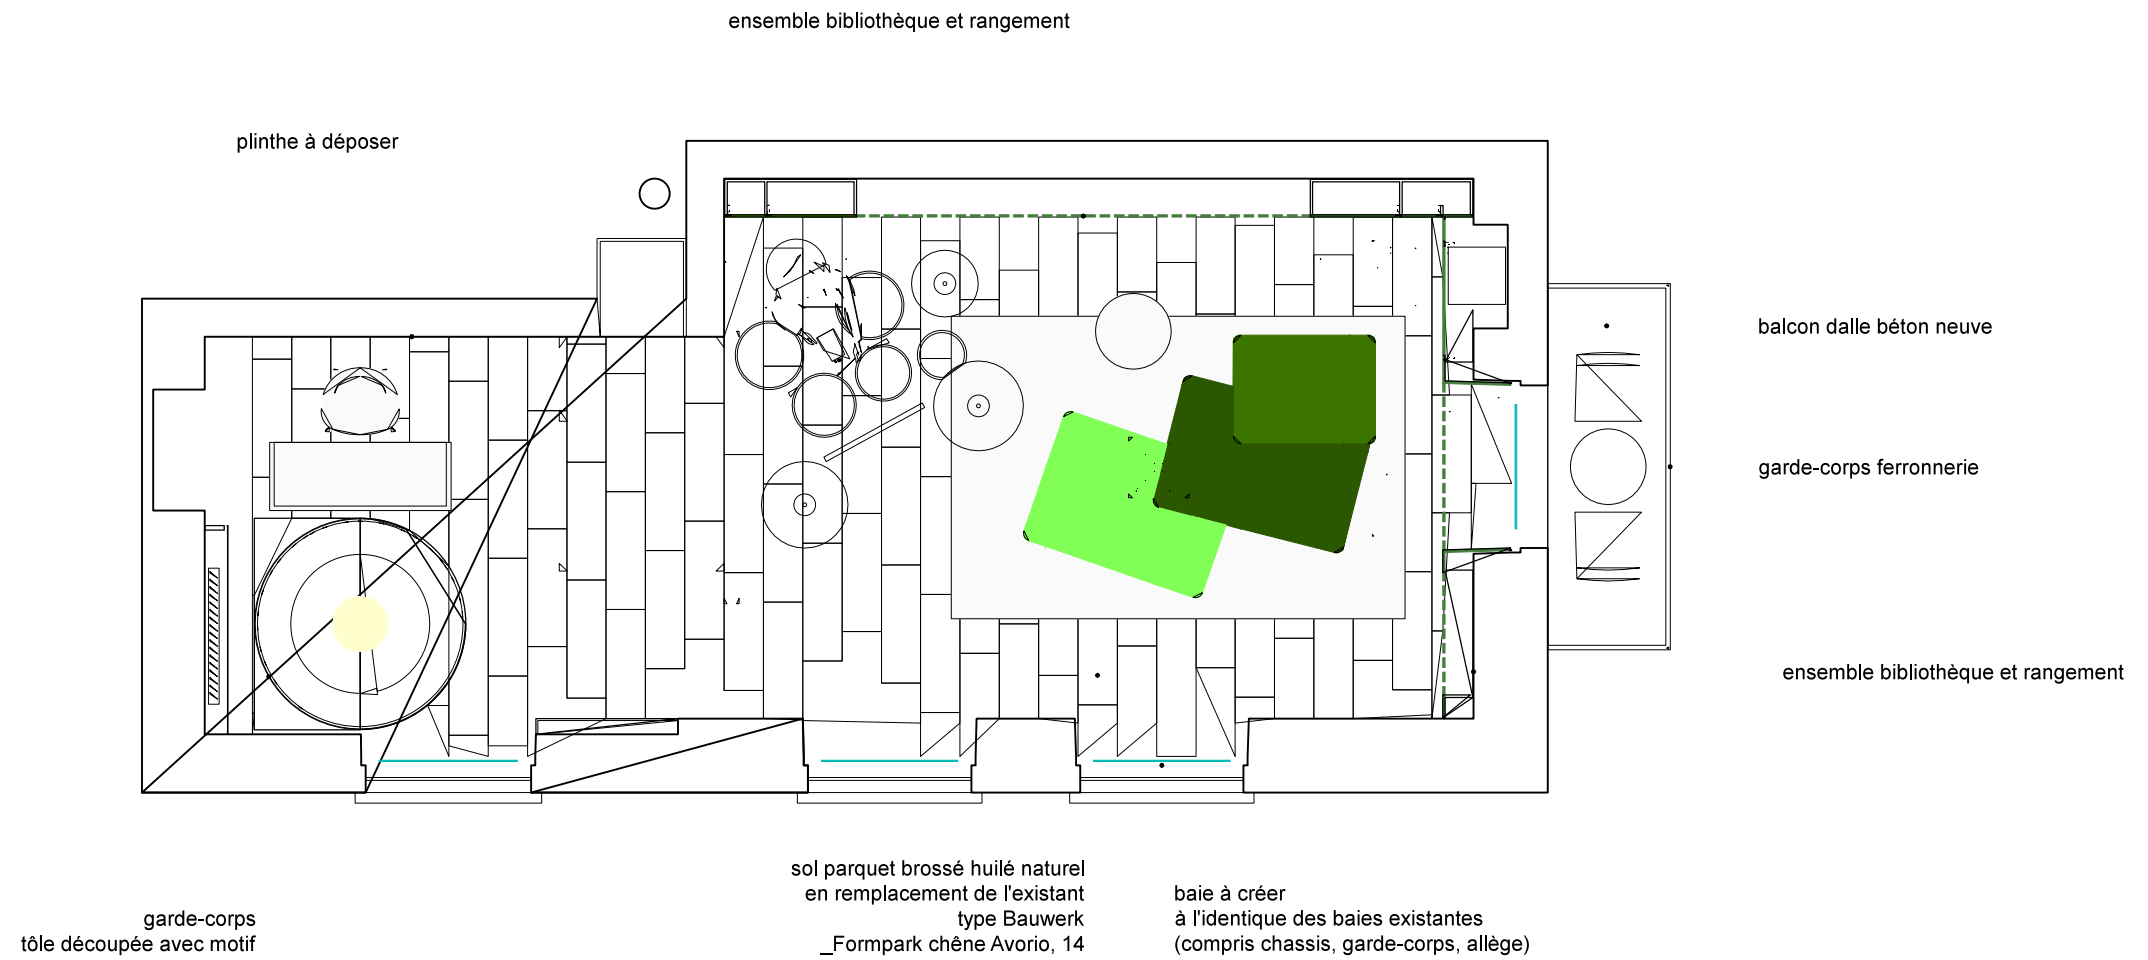 ensemble bibliothèque et rangement
plinthe à déposer
balcon dalle béton neuve
garde-corps ferronnerie
ensemble bibliothèque et rangement
sol parquet brossé huilé naturel
en remplacement de l'existant
type Bauwerk
_Formpark chêne Avorio, 14
baie à créer
à l'identique des baies existantes
(compris chassis, garde-corps, allège)
garde-corps
tôle découpée avec motif